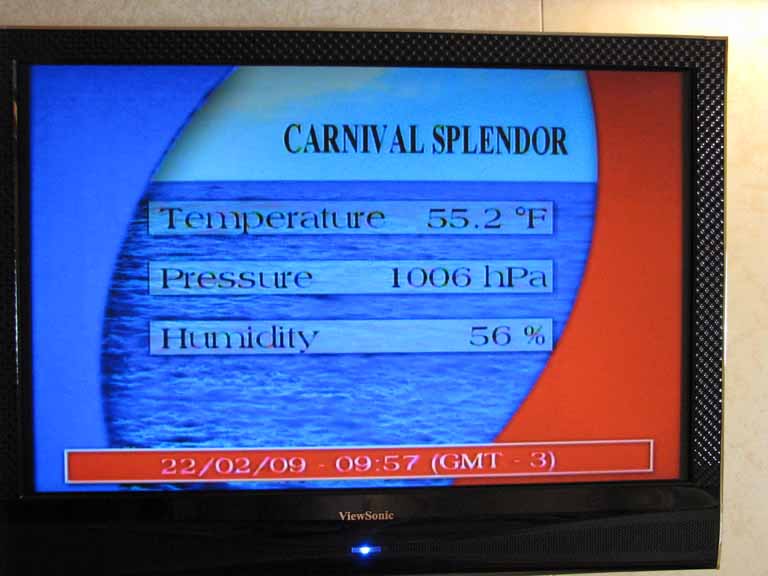 CARNIVAL SPLENDOR
Temperature 55.2 °F
Pressure 1006 hPa
Humidity 56 %
22/02/09 - 09:57 (GMT - 3)
ViewSonic